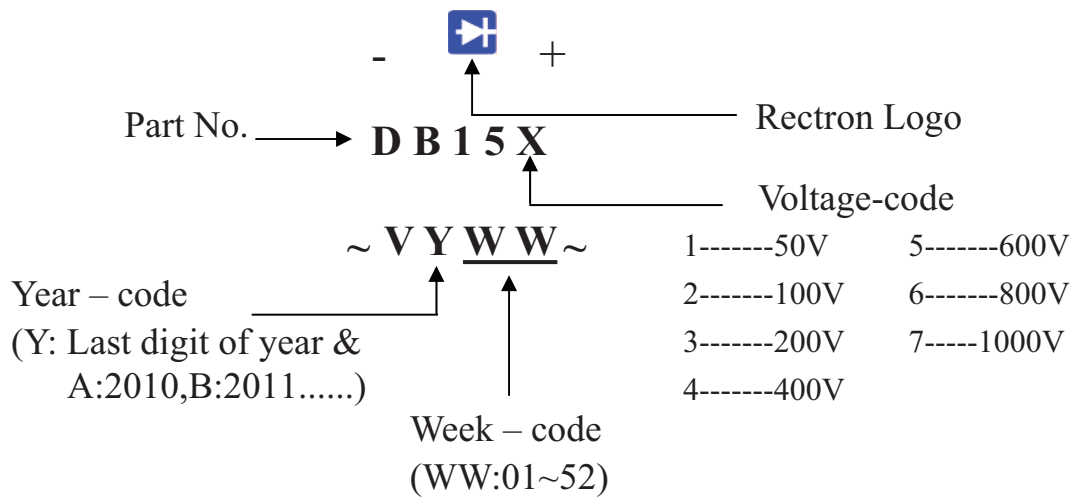 - +
Part No. Rectron Logo
D B 1 5 X
Voltage-code
~ V Y W W ~
1-------50V 5-------600V
2-------100V 6-------800V
3-------200V 7-----1000V
4-------400V
Year – code
(Y: Last digit of year &
A:2010,B:2011......)
Week – code
(WW:01~52)